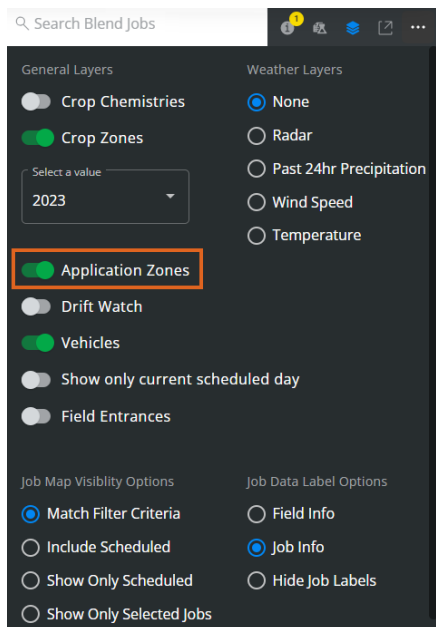 Search Blend Jobs
1
General Layers
Weather Layers
Crop Chemistries
None
Crop Zones
Radar
Select a value
2023
Past 24hr Precipitation
Wind Speed
Temperature
Application Zones
Drift Watch
Vehicles
Show only current scheduled day
Field Entrances
Job Map Visiblity Options
Job Data Label Options
Match Filter Criteria
Field Info
Include Scheduled
Job Info
Show Only Scheduled
Hide Job Labels
Show Only Selected Jobs